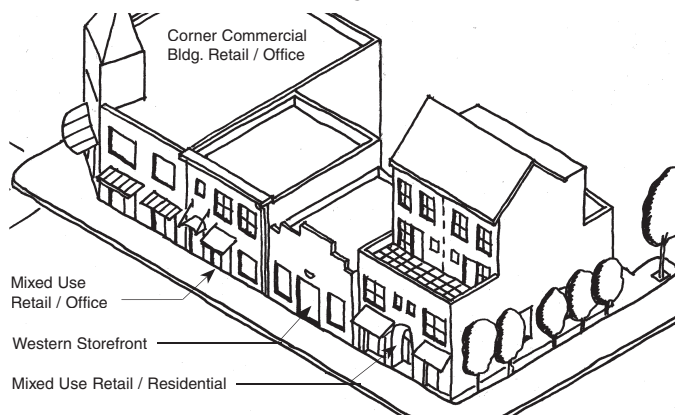 Corner Commercial
Bldg. Retail / Office
Mixed Use
Retail / Office
Western Storefront
Mixed Use Retail / Residential